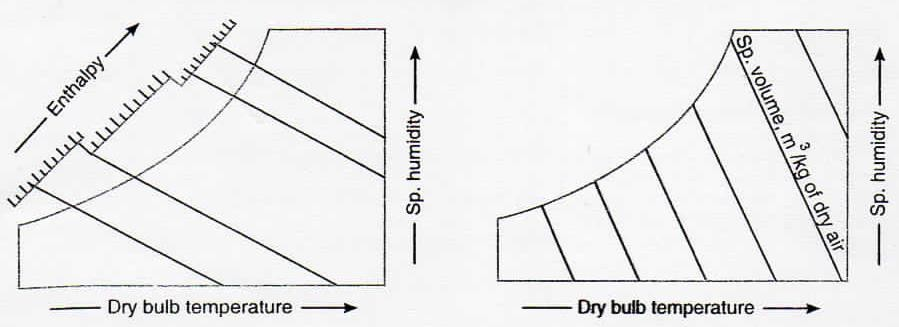 Enthalpy
Sp. humidity
Dry bulb temperature
Sp. volume, m³/kg of dry air
Sp. humidity
Dry bulb temperature